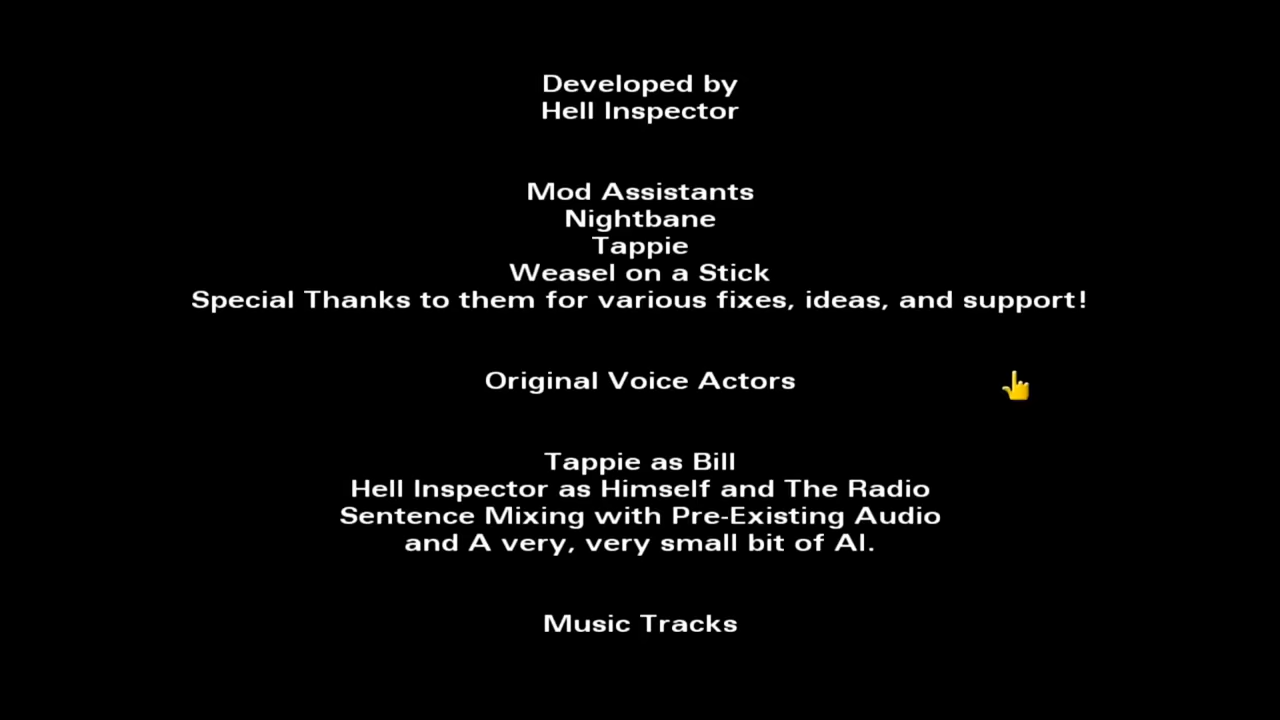 Developed by
Hell Inspector
Mod Assistants
Nightbane
Tappie
Weasel on a Stick
Special Thanks to them for various fixes, ideas, and support!
Original Voice Actors
Tappie as Bill
Hell Inspector as Himself and The Radio
Sentence Mixing with Pre-Existing Audio
and A very, very small bit of AI.
Music Tracks